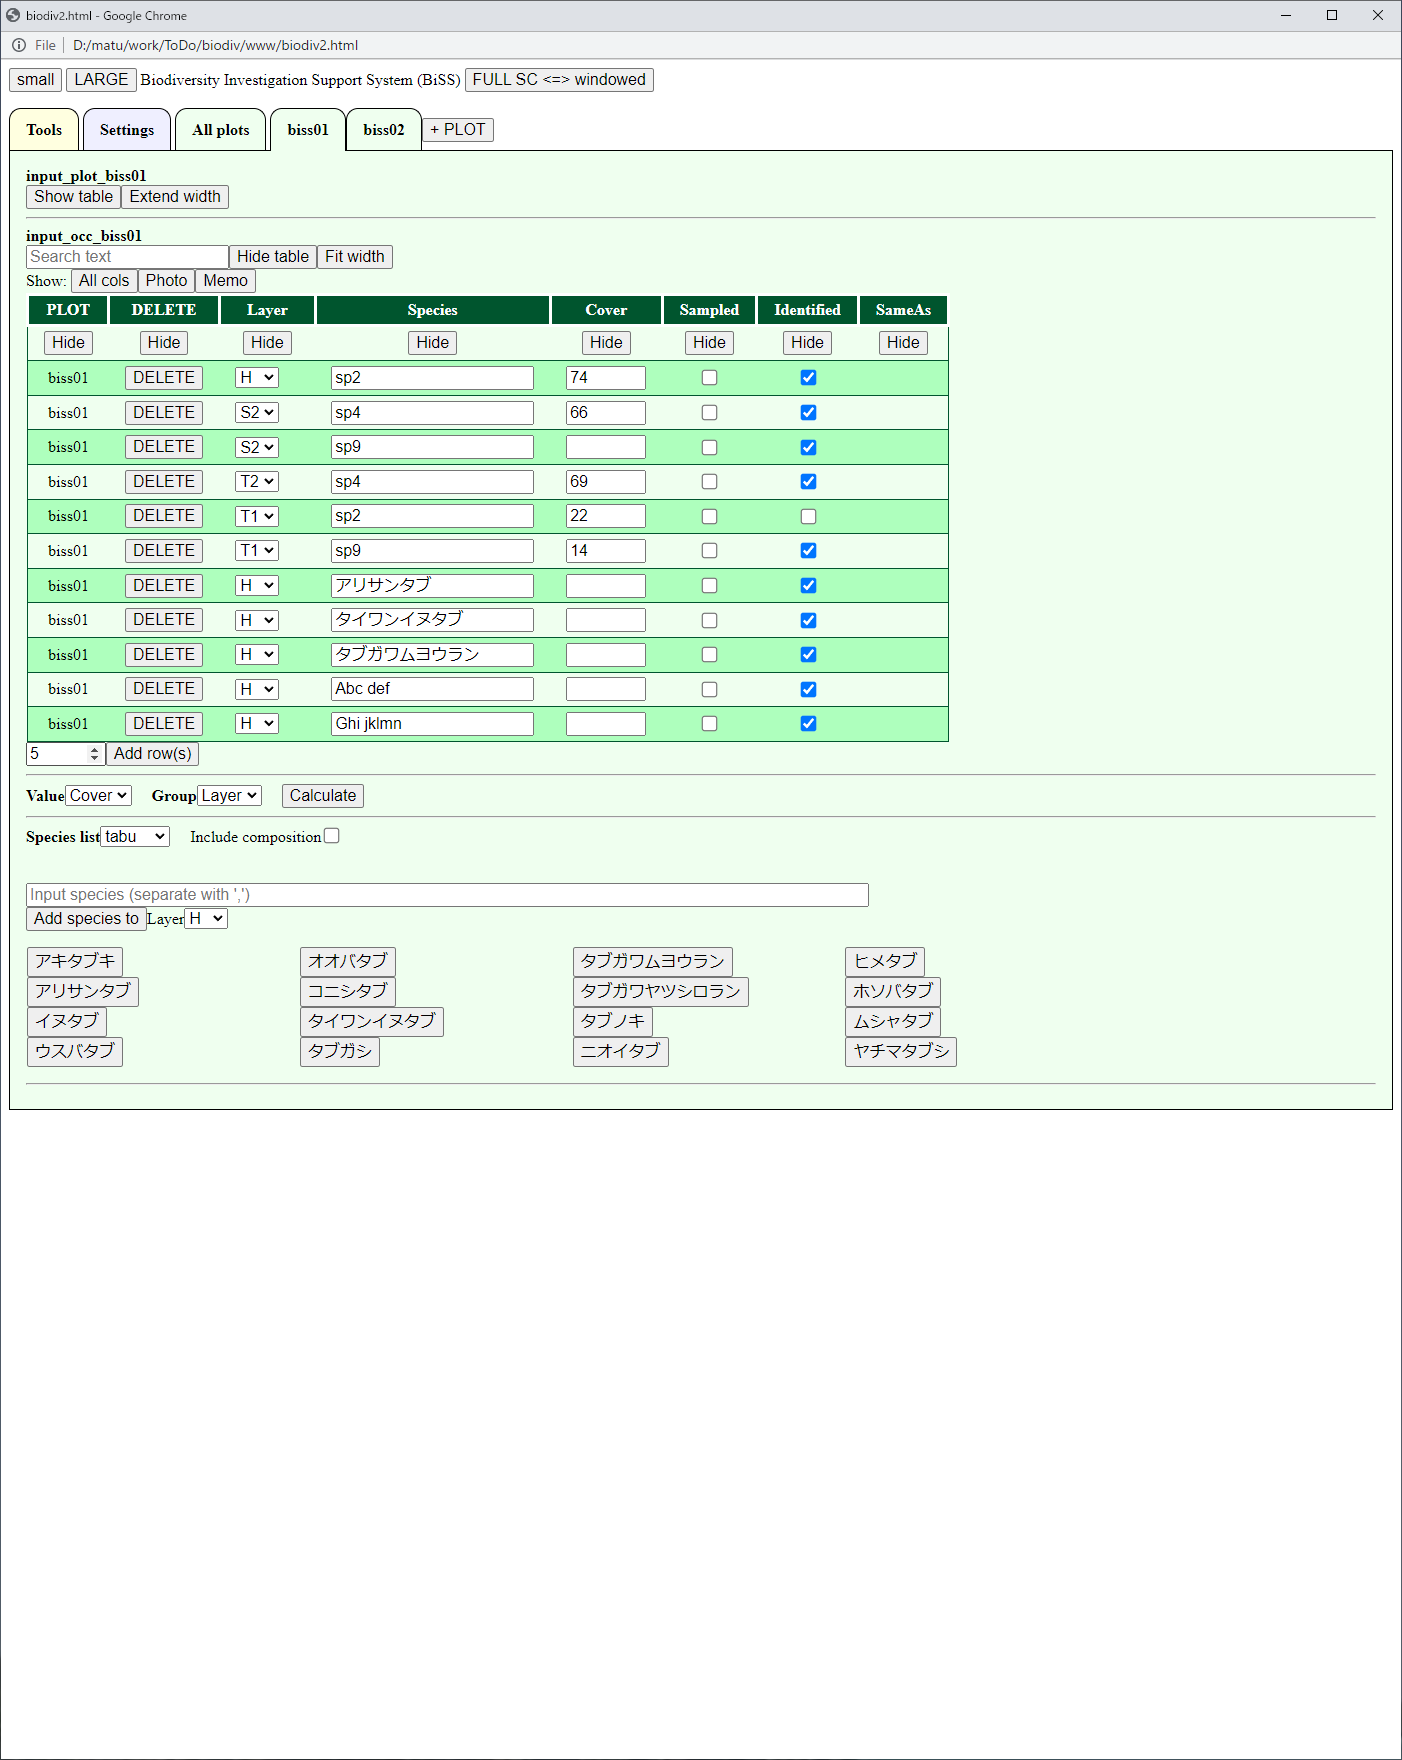 biodiv2.html - Google Chrome
File | D:/matu/work/ToDo/biodiv/www/biodiv2.html
small LARGE Biodiversity Investigation Support System (BiSS) FULL SC <=> windowed
Tools Settings All plots biss01 biss02 + PLOT
input_plot_biss01
Show table Extend width
input_occ_biss01
Search text Hide table Fit width
Show: All cols Photo Memo
PLOT DELETE Layer Species Cover Sampled Identified SameAs
Hide Hide Hide Hide Hide Hide Hide Hide
biss01 DELETE H sp2 74
biss01 DELETE S2 sp4 66
biss01 DELETE S2 sp9
biss01 DELETE T2 sp4 69
biss01 DELETE T1 sp2 22
biss01 DELETE T1 sp9 14
biss01 DELETE H アリサンタブ
biss01 DELETE H タイワンイヌタブ
biss01 DELETE H タブガワムヨウラン
biss01 DELETE H Abc def
biss01 DELETE H Ghi jklmn
5 Add row(s)
Value Cover Group Layer Calculate
Species list tabu Include composition
Input species (separate with ',')
Add species to Layer H
アキタブキ オオバタブ タブガワムヨウラン ヒメタブ
アリサンタブ コニシタブ タブガワヤツシロラン ホソバタブ
イヌタブ タイワンイヌタブ タブノキ ムシャタブ
ウスバタブ タブガシ ニオイタブ ヤチマタブシ